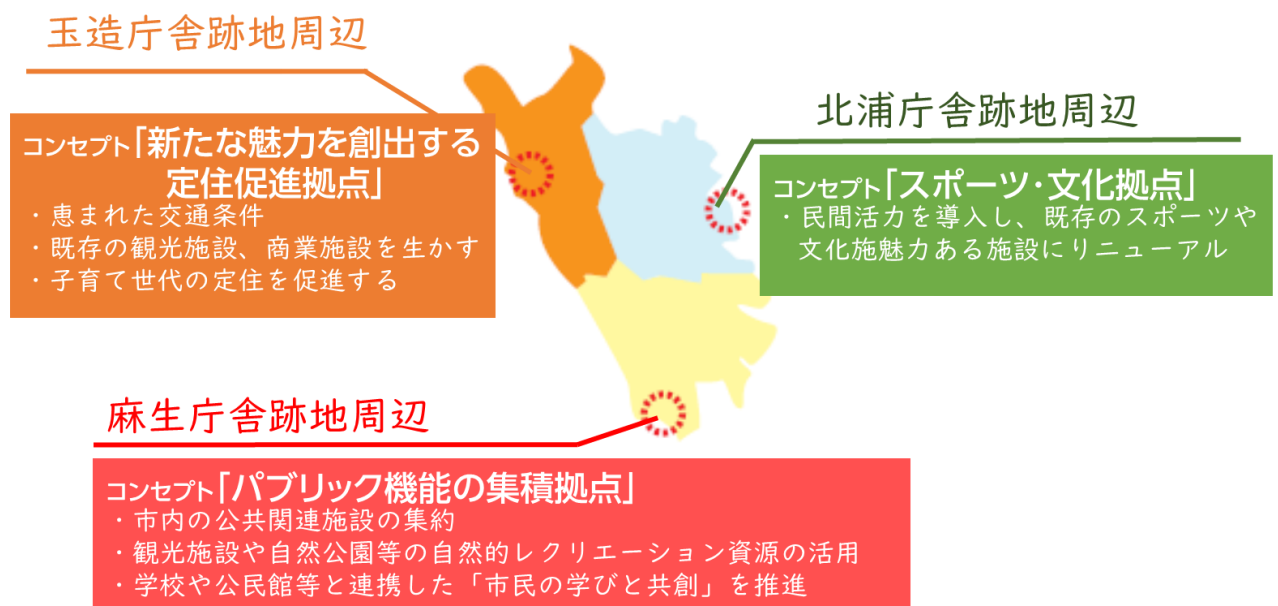 玉造庁舎跡地周辺
コンセプト「新たな魅力を創出する
定住促進拠点」
・恵まれた交通条件
・既存の観光施設、商業施設を生かす
・子育て世代の定住を促進する
北浦庁舎跡地周辺
コンセプト「スポーツ・文化拠点」
・民間活力を導入し、既存のスポーツや
文化施魅力ある施設にリニューアル
麻生庁舎跡地周辺
コンセプト「パブリック機能の集積拠点」
・市内の公共関連施設の集約
・観光施設や自然公園等の自然的レクリエーション資源の活用
・学校や公民館等と連携した「市民の学びと共創」を推進